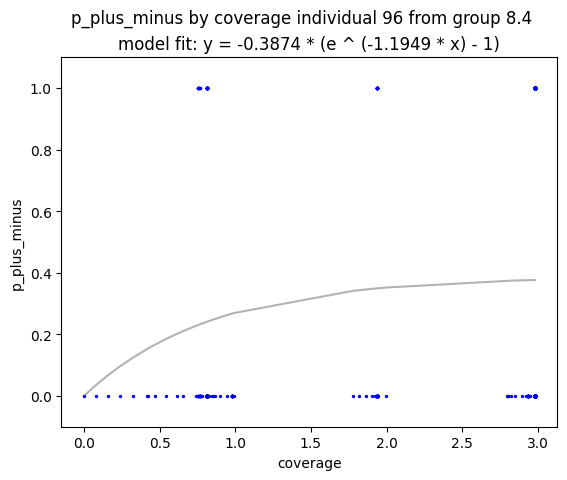 p_plus_minus by coverage individual 96 from group 8.4
model fit: y = -0.3874 * (e ^ (-1.1949 * x) - 1)
1.0
0.8
0.6
0.4
0.2
0.0
p_plus_minus
0.0 0.5 1.0 1.5 2.0 2.5 3.0
coverage